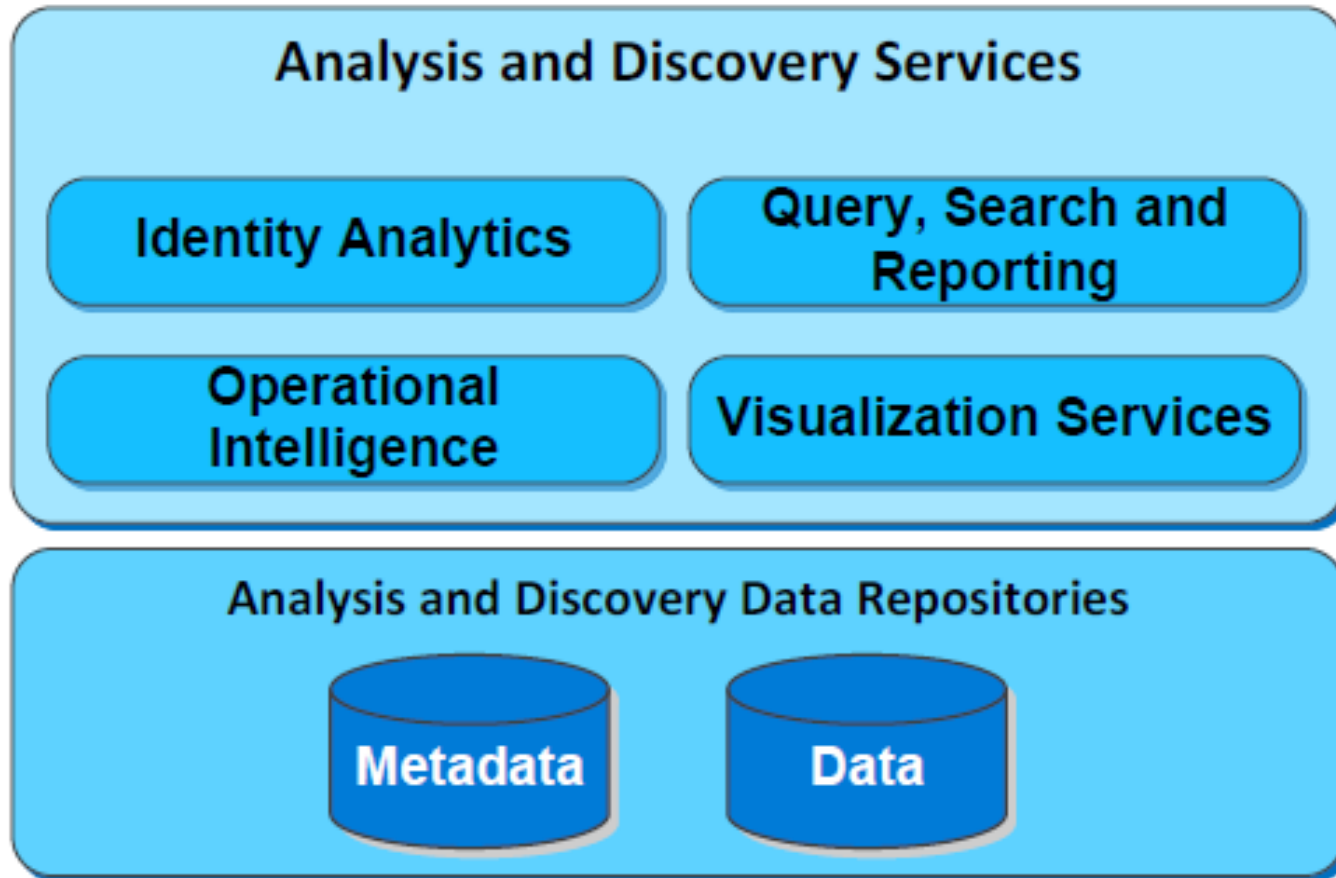 Analysis and Discovery Services
Identity Analytics
Query, Search and
Reporting
Operational
Intelligence
Visualization Services
Analysis and Discovery Data Repositories
Metadata
Data